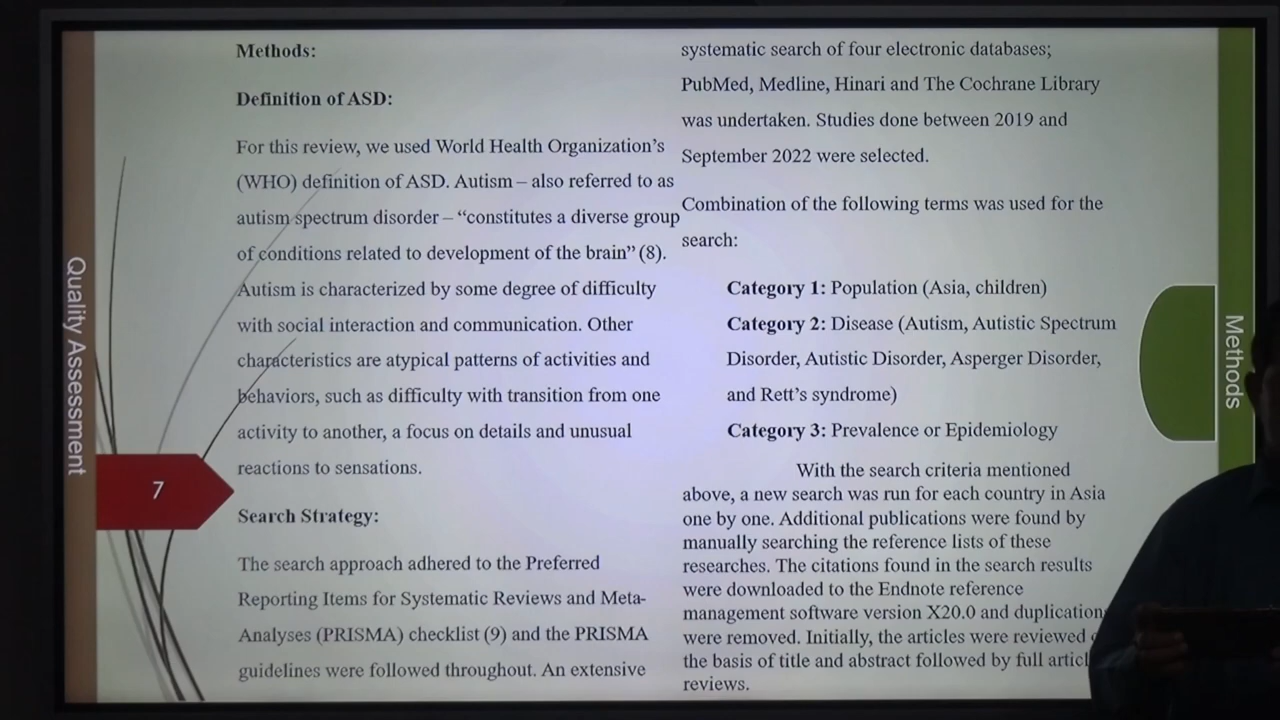 Methods:
Definition of ASD:
For this review, we used World Health Organization's
(WHO) definition of ASD. Autism – also referred to as
autism spectrum disorder – “constitutes a diverse group
of conditions related to development of the brain” (8).
Autism is characterized by some degree of difficulty
with social interaction and communication. Other
characteristics are atypical patterns of activities and
behaviors, such as difficulty with transition from one
activity to another, a focus on details and unusual
reactions to sensations.
Search Strategy:
The search approach adhered to the Preferred
Reporting Items for Systematic Reviews and Meta-
Analyses (PRISMA) checklist (9) and the PRISMA
guidelines were followed throughout. An extensive
systematic search of four electronic databases;
PubMed, Medline, Hinari and The Cochrane Library
was undertaken. Studies done between 2019 and
September 2022 were selected.
Combination of the following terms was used for the
search:
Category 1: Population (Asia, children)
Category 2: Disease (Autism, Autistic Spectrum
Disorder, Autistic Disorder, Asperger Disorder,
and Rett’s syndrome)
Category 3: Prevalence or Epidemiology
With the search criteria mentioned
above, a new search was run for each country in Asia
one by one. Additional publications were found by
manually searching the reference lists of these
researches. The citations found in the search results
were downloaded to the Endnote reference
management software version X20.0 and duplication
were removed. Initially, the articles were reviewed
the basis of title and abstract followed by full
reviews.
Quality Assessment
7
Methods